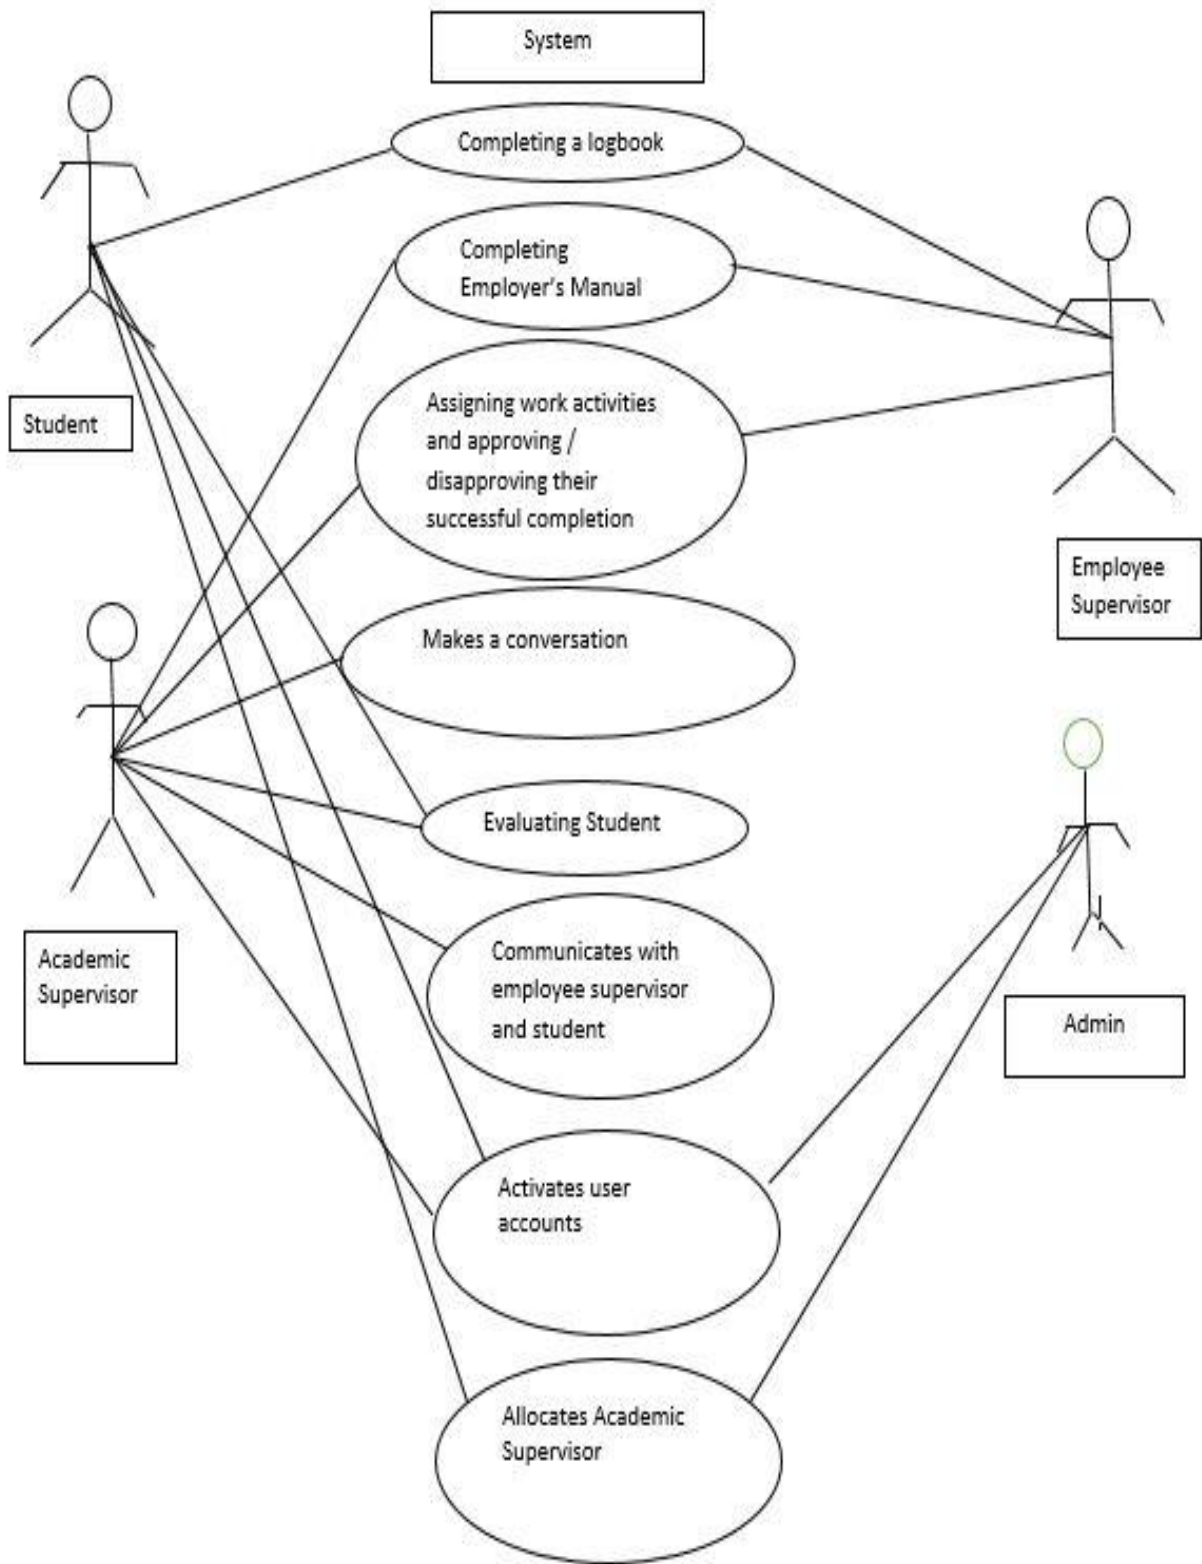 System
Completing a logbook
Completing
Employer's Manual
Student
Assigning work activities
and approving /
disapproving their
successful completion
Employee
Supervisor
Makes a conversation
Evaluating Student
Academic
Supervisor
Communicates with
employee supervisor
and student
Admin
Activates user
accounts
Allocates Academic
Supervisor